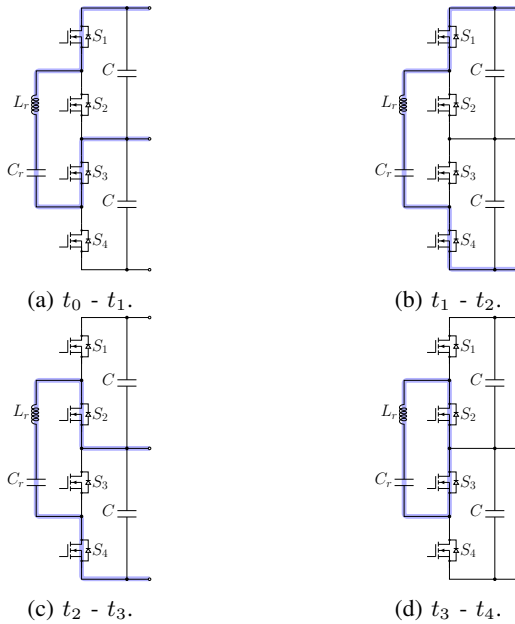 S1
C
Lr
S2
Cr
S3
C
S4
(a) t0 - t1.
S1
C
Lr
S2
Cr
S3
C
S4
(b) t1 - t2.
S1
C
Lr
S2
Cr
S3
C
S4
(c) t2 - t3.
S1
C
Lr
S2
Cr
S3
C
S4
(d) t3 - t4.